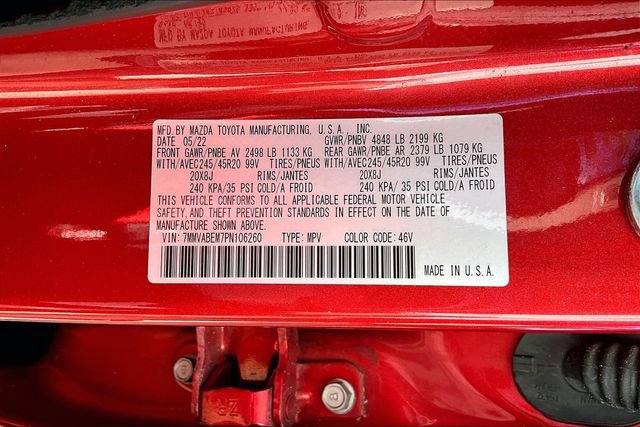 MFD. BY MAZDA TOYOTA MANUFACTURING, U.S.A., INC.
DATE 05/22 GVWR/PNBV 4848 LB 2199 KG
FRONT GAWR/PNBE AV 2498 LB 1133 KG REAR GAWR/PNBE AR 2379 LB 1079 KG
WITH/AVEC245/45R20 99V TIRES/PNEUS WITH/AVEC245/45R20 99V TIRES/PNEUS
20X8J RIMS/JANTES 20X8J RIMS/JANTES
240 KPA/35 PSI COLD/A FROID 240 KPA/ 35 PSI COLD/A FROID
THIS VEHICLE CONFORMS TO ALL APPLICABLE FEDERAL MOTOR VEHICLE
SAFETY, AND THEFT PREVENTION STANDARDS IN EFFECT ON THE DATE OF
MANUFACTURE SHOWN ABOVE.
VIN: 7MMVABEM7PN106260 TYPE: MPV COLOR CODE: 46V
MADE IN U.S.A.